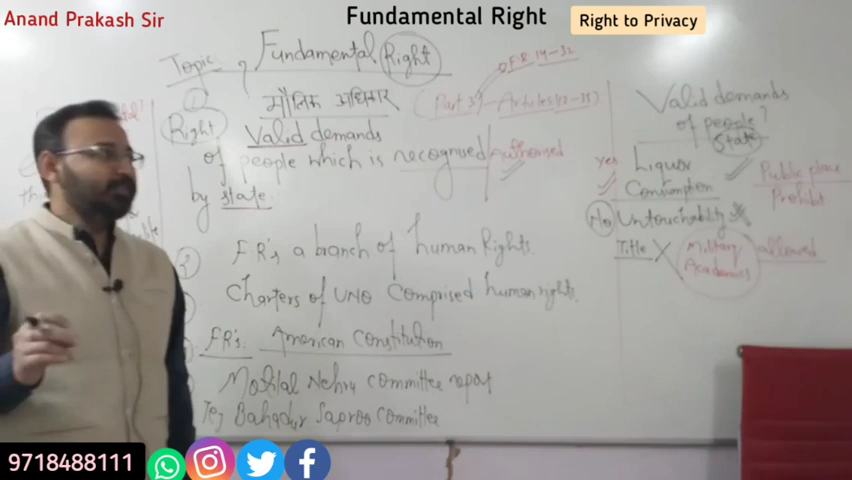 Anand Prakash Sir
Fundamental Right
Right to Privacy
Topic, Fundamental Right
F.R 14-32
① मौलिक अधिकार (Part 3 Articles (12-35)
Right Valid demands
of people which is recognued Authorised
by state.
FR's a branch of human Rights.
Charters of UNO Comprised human rights.
FR's. American Constitution
Motilal Nehru Committee report
Tej Bahadur Saproo Committee
Valid demands
of people?
State
yes Liquor
Consumption
Public place
Prohibit
No Untouchability
Title X Military Academics allowed
9718488111